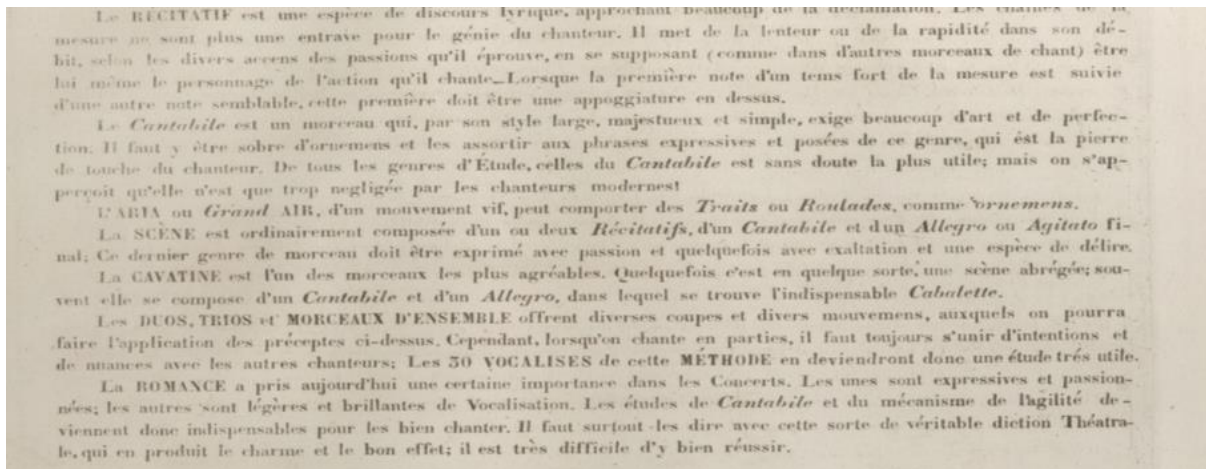 Le RÉCITATIF est une espèce de discours lyrique, approchant beaucoup de la déclamation. Les chaînes de la
mesure ne sont plus une entrave pour le génie du chanteur. Il met de la lenteur ou de la rapidité dans son dé-
bit, selon les divers accens des passions qu'il éprouve, en se supposant (comme dans d'autres morceaux de chant) être
lui même le personnage de l'action qu'il chante_Lorsque la première note d'un tems fort de la mesure est suivie
d'une autre note semblable, cette première doit être une appoggiature en dessus.
Le Cantabile est un morceau qui, par son style large, majestueux et simple, exige beaucoup d'art et de perfec-
tion. Il faut y être sobre d'ornemens et les assortir aux phrases expressives et posées de ce genre, qui ést la pierre
de touche du chanteur. De tous les genres d'Étude, celles du Cantabile est sans doute la plus utile; mais on s'ap-
perçoit qu'elle n'est que trop negligée par les chanteurs modernes!
L'ARIA ou Grand AIR, d'un mouvement vif, peut comporter des Traits ou Roulades, comme ornemens.
La SCÈNE est ordinairement composée d'un ou deux Récitatifs, d'un Cantabile et d'un Allegro ou Agitato fi-
nal; Ce dernier genre de morceau doit être exprimé avec passion et quelquefois avec exaltation et une espèce de délire.
La CAVATINE est l'un des morceaux les plus agréables. Quelquefois c'est en quelque sorte, une scène abrégée; sou-
vent elle se compose d'un Cantabile et d'un Allegro, dans lequel se trouve l'indispensable Cabalette.
Les DUOS, TRIOS et MORCEAUX D'ENSEMBLE offrent diverses coupes et divers mouvemens, auxquels on pourra
faire l'application des préceptes ci-dessus. Cependant, lorsqu'on chante en parties, il faut toujours s'unir d'intentions et
de nuances avec les autres chanteurs; Les 30 VOCALISES de cette MÉTHODE en deviendront donc une étude trés utile.
La ROMANCE a pris aujourd'hui une certaine importance dans les Concerts. Les unes sont expressives et passion-
nées; les autres sont légères et brillantes de Vocalisation. Les études de Cantabile et du mécanisme de l'agilité de-
viennent donc indispensables pour les bien chanter. Il faut surtout les dire avec cette sorte de véritable diction Théatra-
le, qui en produit le charme et le bon effet; il est très difficile d'y bien réussir.